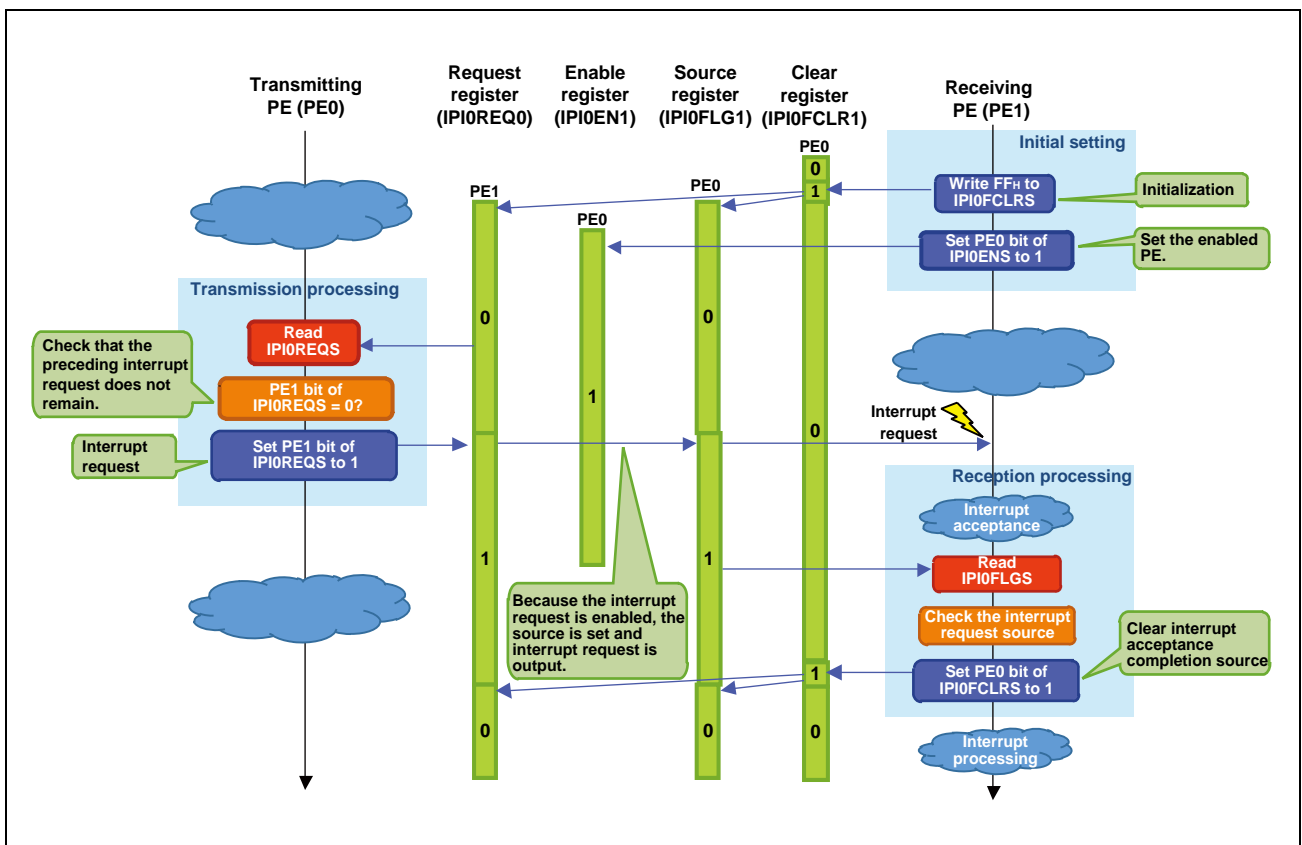 Transmitting
PE (PE0)
Request
register
(IPI0REQ0)
Enable
register
(IPI0EN1)
Source
register
(IPI0FLG1)
Clear
register
(IPI0FCLR1)
Receiving
PE (PE1)
Initial setting
PE0
0
1
PE1
PE0
PE0
Write FFH to
IPI0FCLRS
Initialization
Set PE0 bit of
IPI0ENS to 1
Set the enabled
PE.
Transmission processing
Read
IPI0REQS
0
0
Check that the
preceding interrupt
request does not
remain.
PE1 bit of
IPI0REQS = 0?
1
Interrupt
request
Set PE1 bit of
IPI0REQS to 1
0
Interrupt
request
Reception processing
Interrupt
acceptance
1
1
Read
IPI0FLGS
Because the interrupt
request is enabled, the
source is set and
interrupt request is
output.
Check the interrupt
request source
Clear interrupt
acceptance
completion source
1
Set PE0 bit of
IPI0FCLRS to 1
0
0
0
Interrupt
processing